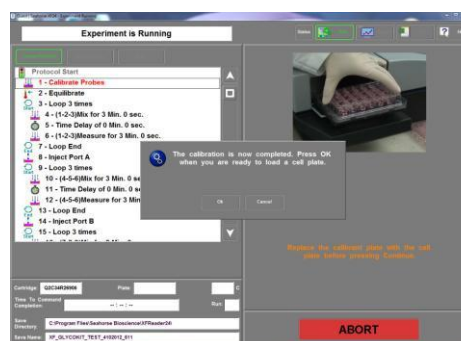 Experiment is Running
Status
Protocol Start
1 - Calibrate Probes
2 - Equilibrate
3 - Loop 3 times
4 - (1-2-3)Mix for 3 Min. 0 sec.
5 - Time Delay of 0 Min. 0 sec.
6 - (1-2-3)Measure for 3 Min. 0 sec.
7 - Loop End
8 - Inject Port A
9 - Loop 3 times
10 - (4-5-6)Mix for 3 Min. 0 se
11 - Time Delay of 0 Min. 0 se
12 - (4-5-6)Measure for 3 Min
13 - Loop End
14 - Inject Port B
15 - Loop 3 times
The calibration is now completed. Press OK
when you are ready to load a cell plate.
Ok
Cancel
Replace the calibrant plate with the cell
plate before pressing Continue.
Cartridge:
Plate:
C
Time To Command
Completion:
-- : -- : --
Run:
Save
Directory:
C:\Program Files\Seahorse Bioscience\XFReader24\
Save Name:
XF_GLYCOKIT_TEST_4102012_011
ABORT